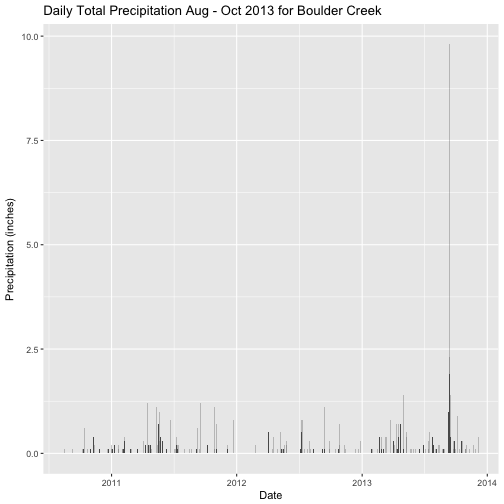 Daily Total Precipitation Aug - Oct 2013 for Boulder Creek
10.0
7.5
5.0
2.5
0.0
Precipitation (inches)
2011 2012 2013 2014
Date